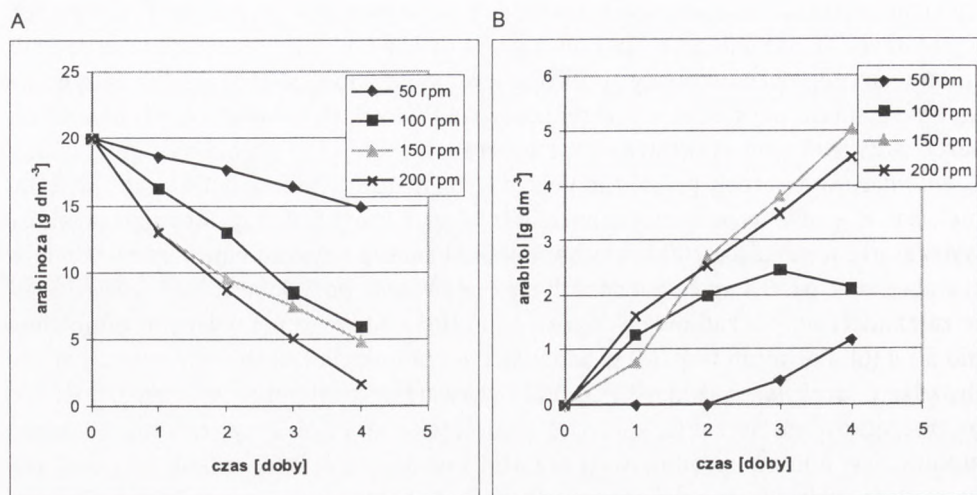 A
B
25
20
15
10
5
0
arabinoza [g dm⁻³]
50 rpm
100 rpm
150 rpm
200 rpm
0 1 2 3 4 5
czas [doby]
6
5
4
3
2
1
0
arabitol [g dm⁻³]
50 rpm
100 rpm
150 rpm
200 rpm
0 1 2 3 4 5
czas [doby]